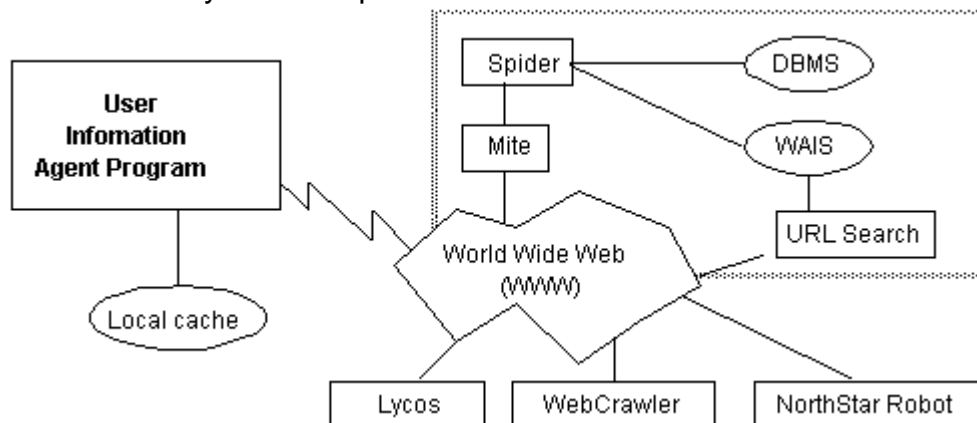 Spider
DBMS
User
Infomation
Agent Program
Mite
WAIS
URL Search
World Wide Web
(WWW)
Local cache
Lycos
WebCrawler
NorthStar Robot